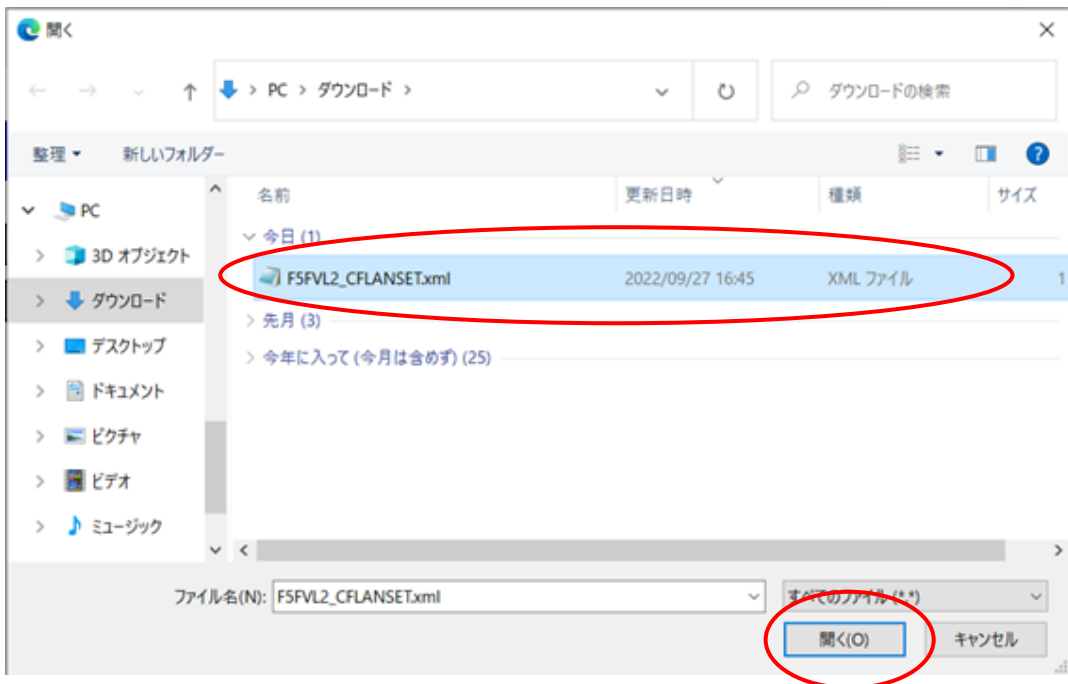 開く
PC > ダウンロード >
ダウンロードの検索
整理 新しいフォルダー
名前 更新日時 種類 サイズ
PC
今日 (1)
3D オブジェクト
F5FVL2_CFLANSET.xml 2022/09/27 16:45 XML ファイル 1
ダウンロード
先月 (3)
デスクトップ
今年に入って (今月は含めず) (25)
ドキュメント
ピクチャ
ビデオ
ミュージック
ファイル名(N): F5FVL2_CFLANSET.xml すべてのファイル (*.*)
開く(O) キャンセル